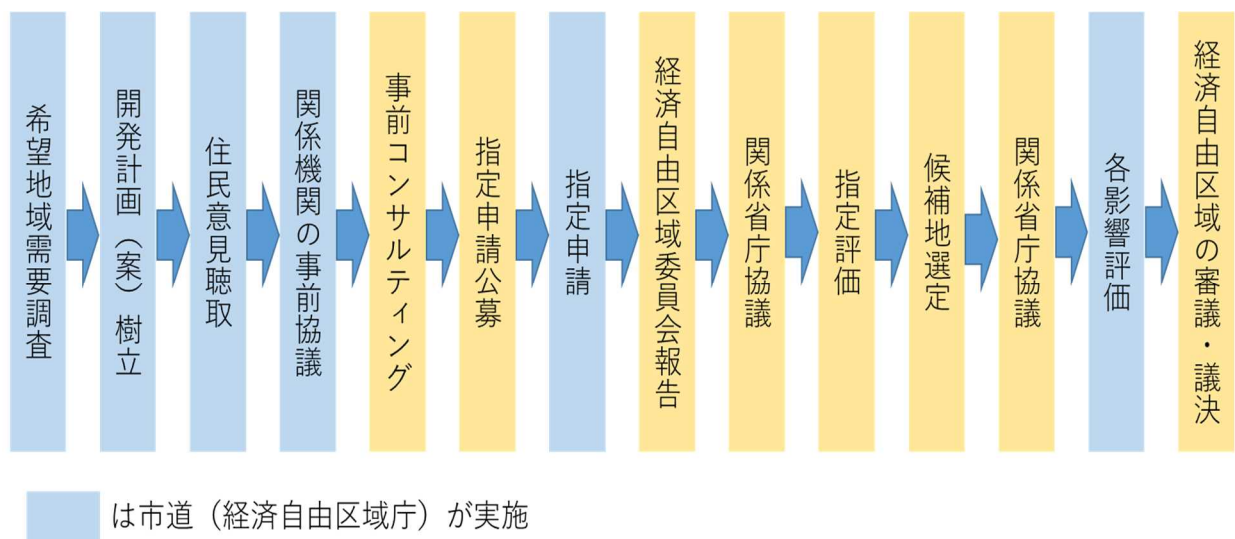 希望地域需要調査
開発計画（案）樹立
住民意見聴取
関係機関の事前協議
事前コンサルティング
指定申請公募
指定申請
経済自由区域委員会報告
関係省庁協議
指定評価
候補地選定
関係省庁協議
各影響評価
経済自由区域の審議・議決
は市道（経済自由区域庁）が実施